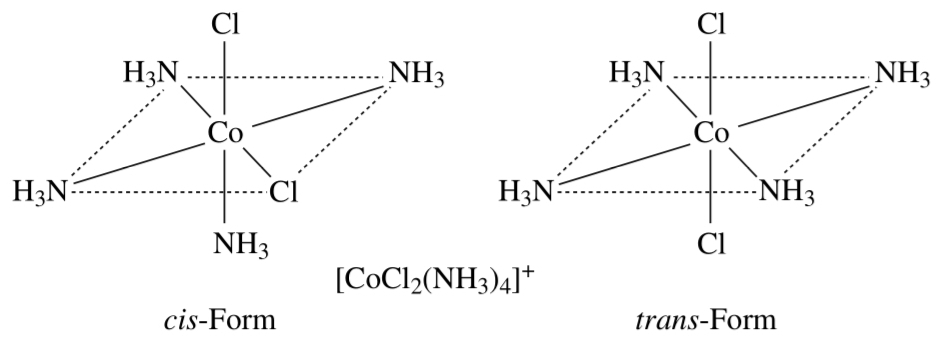 Cl Cl
H₃N NH₃ H₃N NH₃
Co Co
H₃N Cl H₃N NH₃
NH₃ Cl
[CoCl₂(NH₃)₄]⁺
cis-Form trans-Form